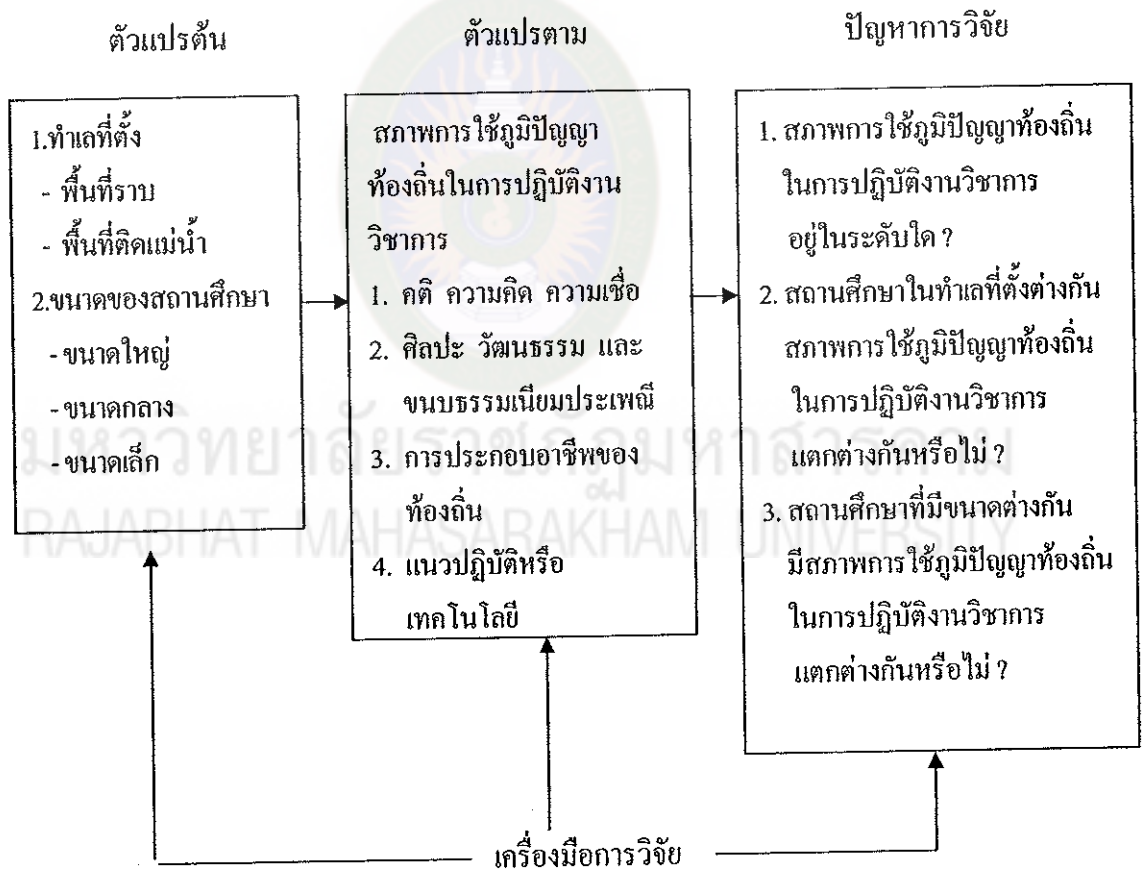 ตัวแปรต้น
1.ทำเลที่ตั้ง
- พื้นที่ราบ
- พื้นที่ติดแม่น้ำ
2.ขนาดของสถานศึกษา
-ขนาดใหญ่
-ขนาดกลาง
-ขนาดเล็ก
ตัวแปรตาม
สภาพการใช้ภูมิปัญญา
ท้องถิ่นในการปฏิบัติงาน
วิชาการ
1. คติ ความคิด ความเชื่อ
2. ศิลปะ วัฒนธรรม และ
ขนบธรรมเนียมประเพณี
3. การประกอบอาชีพของ
ท้องถิ่น
4. แนวปฏิบัติหรือ
เทคโนโลยี
ปัญหาการวิจัย
1. สภาพการใช้ภูมิปัญญาท้องถิ่น
ในการปฏิบัติงานวิชาการ
อยู่ในระดับใด ?
2. สถานศึกษาในทำเลที่ตั้งต่างกัน
สภาพการใช้ภูมิปัญญาท้องถิ่น
ในการปฏิบัติงานวิชาการ
แตกต่างกันหรือไม่ ?
3. สถานศึกษาที่มีขนาดต่างกัน
มีสภาพการใช้ภูมิปัญญาท้องถิ่น
ในการปฏิบัติงานวิชาการ
แตกต่างกันหรือไม่ ?
เครื่องมือการวิจัย
มหาวิทยาลัยราชภัฏมหาสารคาม
RAJABHAT MAHASARAKHAM UNIVERSITY